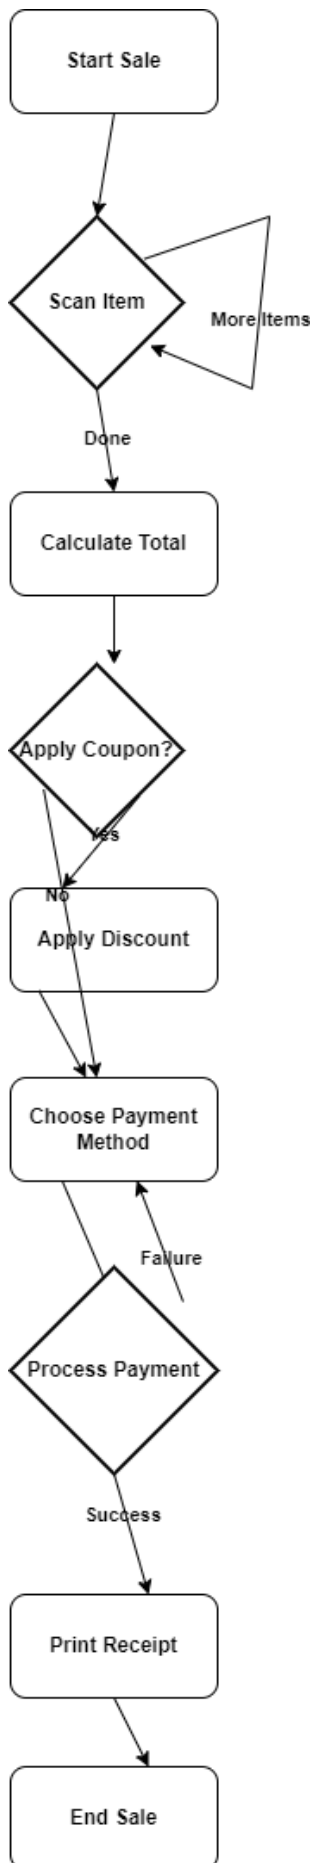 Start Sale
Scan Item
More Items
Done
Calculate Total
Apply Coupon?
Yes
No
Apply Discount
Choose Payment
Method
Failure
Process Payment
Success
Print Receipt
End Sale